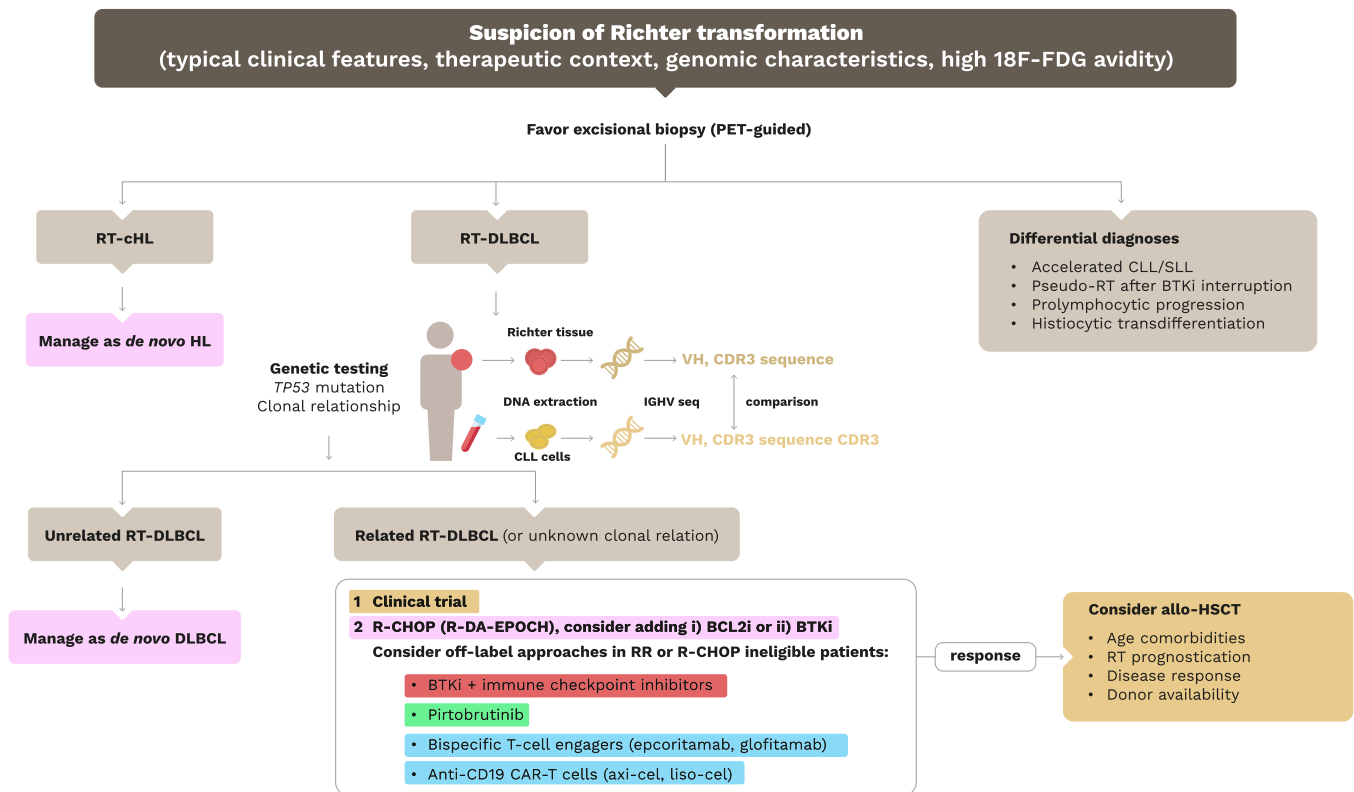 Suspicion of Richter transformation
(typical clinical features, therapeutic context, genomic characteristics, high 18F-FDG avidity)
Favor excisional biopsy (PET-guided)
RT-cHL
RT-DLBCL
Differential diagnoses
• Accelerated CLL/SLL
• Pseudo-RT after BTKi interruption
• Prolymphocytic progression
• Histiocytic transdifferentiation
Manage as de novo HL
Genetic testing
TP53 mutation
Clonal relationship
Richter tissue
VH, CDR3 sequence
DNA extraction
IGHV seq
comparison
VH, CDR3 sequence CDR3
CLL cells
Unrelated RT-DLBCL
Related RT-DLBCL (or unknown clonal relation)
Manage as de novo DLBCL
1 Clinical trial
2 R-CHOP (R-DA-EPOCH), consider adding i) BCL2i or ii) BTKi
Consider off-label approaches in RR or R-CHOP ineligible patients:
• BTKi + immune checkpoint inhibitors
• Pirtobrutinib
• Bispecific T-cell engagers (epcoritamab, glofitamab)
• Anti-CD19 CAR-T cells (axi-cel, liso-cel)
response
Consider allo-HSCT
• Age comorbidities
• RT prognostication
• Disease response
• Donor availability